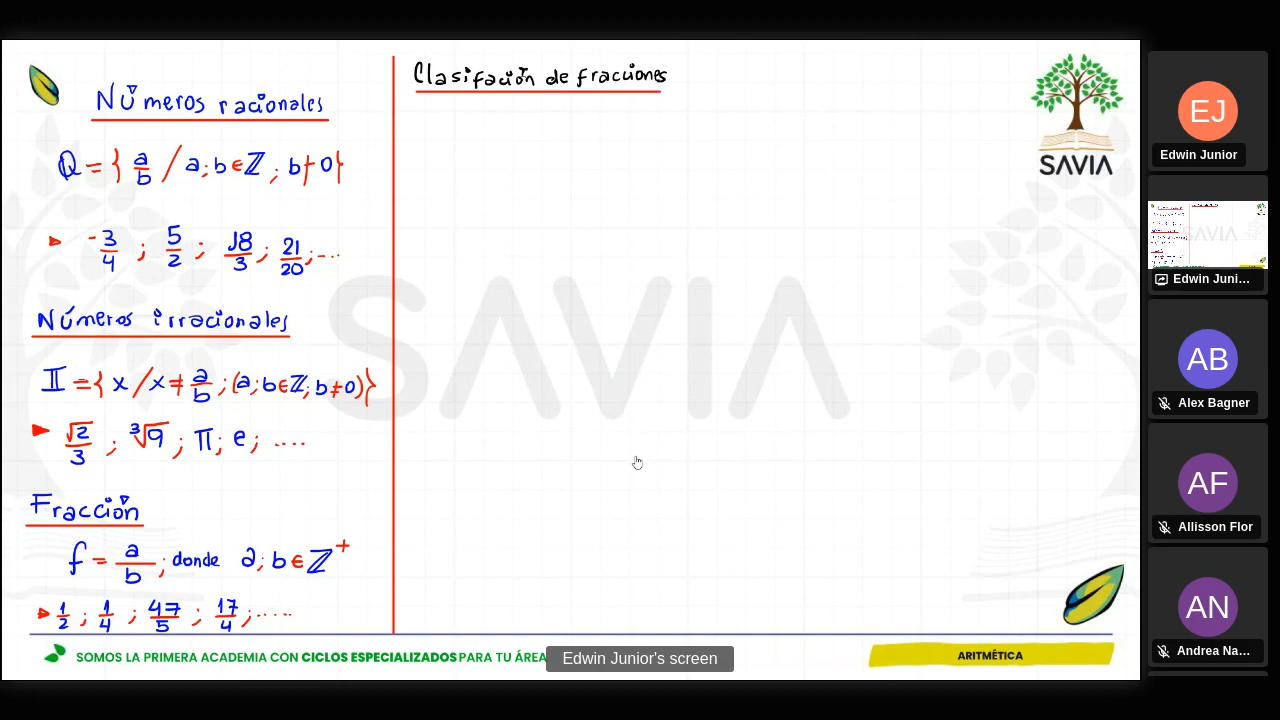 Números racionales
Q = { a/b / a; b ∈ ℤ ; b ≠ 0 }
- 3/4 ; 5/2 ; 18/3 ; 21/20 ; ...
Números irracionales
II = { x / x ≠ a/b ; (a; b ∈ ℤ; b ≠ 0) }
√2/3 ; ³√9 ; π ; e ; ....
Fracción
f = a/b ; donde a; b ∈ ℤ⁺
1/2 ; 1/4 ; 47/5 ; 17/4 ; .....
Clasifación de fracciones
SAVIA
SAVIA
SOMOS LA PRIMERA ACADEMIA CON CICLOS ESPECIALIZADOS PARA TU ÁREA
Edwin Junior's screen
ARITMÉTICA
EJ
Edwin Junior
Edwin Juni...
AB
Alex Bagner
AF
Allisson Flor
AN
Andrea Na...